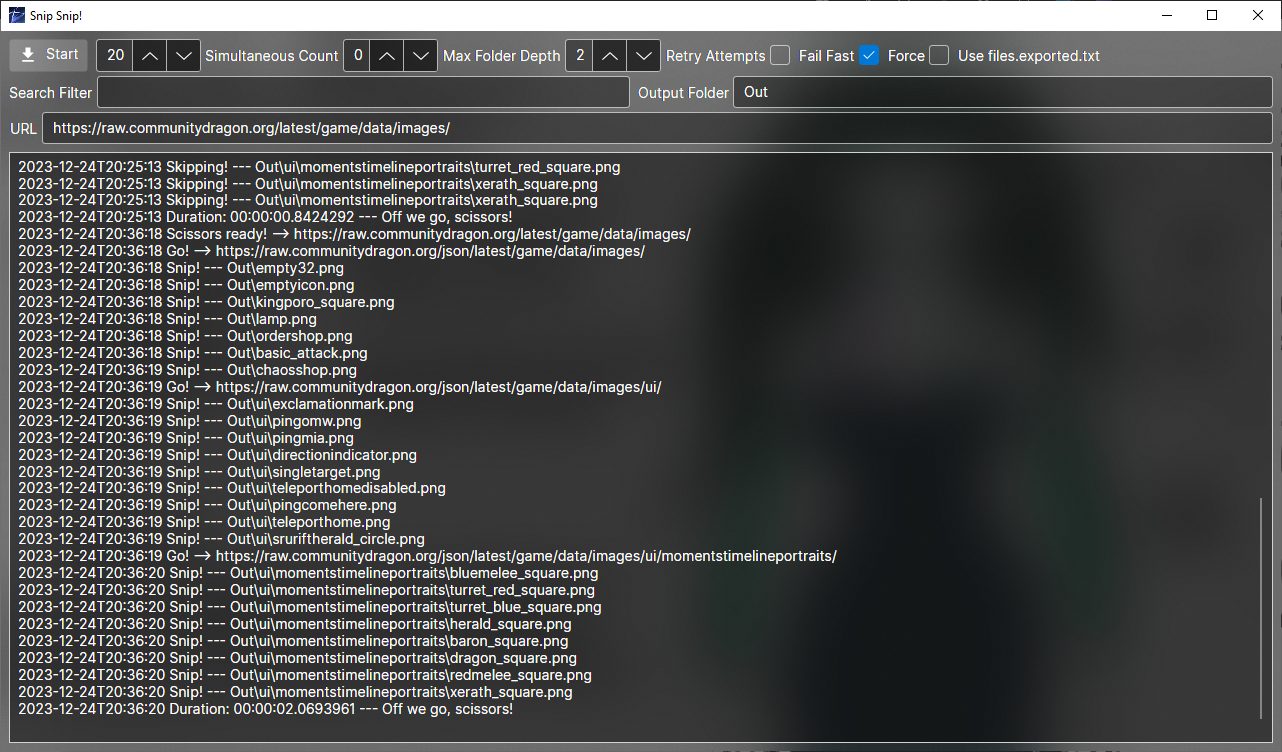 Snip Snip!
Start 20 Simultaneous Count 0 Max Folder Depth 2 Retry Attempts Fail Fast Force Use files.exported.txt
Search Filter Output Folder Out
URL https://raw.communitydragon.org/latest/game/data/images/
2023-12-24T20:25:13 Skipping! --- Out\ui\momentstimelineportraits\turret_red_square.png
2023-12-24T20:25:13 Skipping! --- Out\ui\momentstimelineportraits\xerath_square.png
2023-12-24T20:25:13 Skipping! --- Out\ui\momentstimelineportraits\xerath_square.png
2023-12-24T20:25:13 Duration: 00:00:00.8424292 --- Off we go, scissors!
2023-12-24T20:36:18 Scissors ready! --> https://raw.communitydragon.org/latest/game/data/images/
2023-12-24T20:36:18 Go! --> https://raw.communitydragon.org/json/latest/game/data/images/
2023-12-24T20:36:18 Snip! --- Out\empty32.png
2023-12-24T20:36:18 Snip! --- Out\emptyicon.png
2023-12-24T20:36:18 Snip! --- Out\kingporo_square.png
2023-12-24T20:36:18 Snip! --- Out\lamp.png
2023-12-24T20:36:18 Snip! --- Out\ordershop.png
2023-12-24T20:36:18 Snip! --- Out\basic_attack.png
2023-12-24T20:36:19 Snip! --- Out\chaosshop.png
2023-12-24T20:36:19 Go! --> https://raw.communitydragon.org/json/latest/game/data/images/ui/
2023-12-24T20:36:19 Snip! --- Out\ui\exclamationmark.png
2023-12-24T20:36:19 Snip! --- Out\ui\pingomw.png
2023-12-24T20:36:19 Snip! --- Out\ui\pingmia.png
2023-12-24T20:36:19 Snip! --- Out\ui\directionindicator.png
2023-12-24T20:36:19 Snip! --- Out\ui\singletarget.png
2023-12-24T20:36:19 Snip! --- Out\ui\teleporthomedisabled.png
2023-12-24T20:36:19 Snip! --- Out\ui\pingcomehere.png
2023-12-24T20:36:19 Snip! --- Out\ui\teleporthome.png
2023-12-24T20:36:19 Snip! --- Out\ui\sruriftherald_circle.png
2023-12-24T20:36:19 Go! --> https://raw.communitydragon.org/json/latest/game/data/images/ui/momentstimelineportraits/
2023-12-24T20:36:20 Snip! --- Out\ui\momentstimelineportraits\bluemelee_square.png
2023-12-24T20:36:20 Snip! --- Out\ui\momentstimelineportraits\turret_red_square.png
2023-12-24T20:36:20 Snip! --- Out\ui\momentstimelineportraits\turret_blue_square.png
2023-12-24T20:36:20 Snip! --- Out\ui\momentstimelineportraits\herald_square.png
2023-12-24T20:36:20 Snip! --- Out\ui\momentstimelineportraits\baron_square.png
2023-12-24T20:36:20 Snip! --- Out\ui\momentstimelineportraits\dragon_square.png
2023-12-24T20:36:20 Snip! --- Out\ui\momentstimelineportraits\redmelee_square.png
2023-12-24T20:36:20 Snip! --- Out\ui\momentstimelineportraits\xerath_square.png
2023-12-24T20:36:20 Duration: 00:00:02.0693961 --- Off we go, scissors!